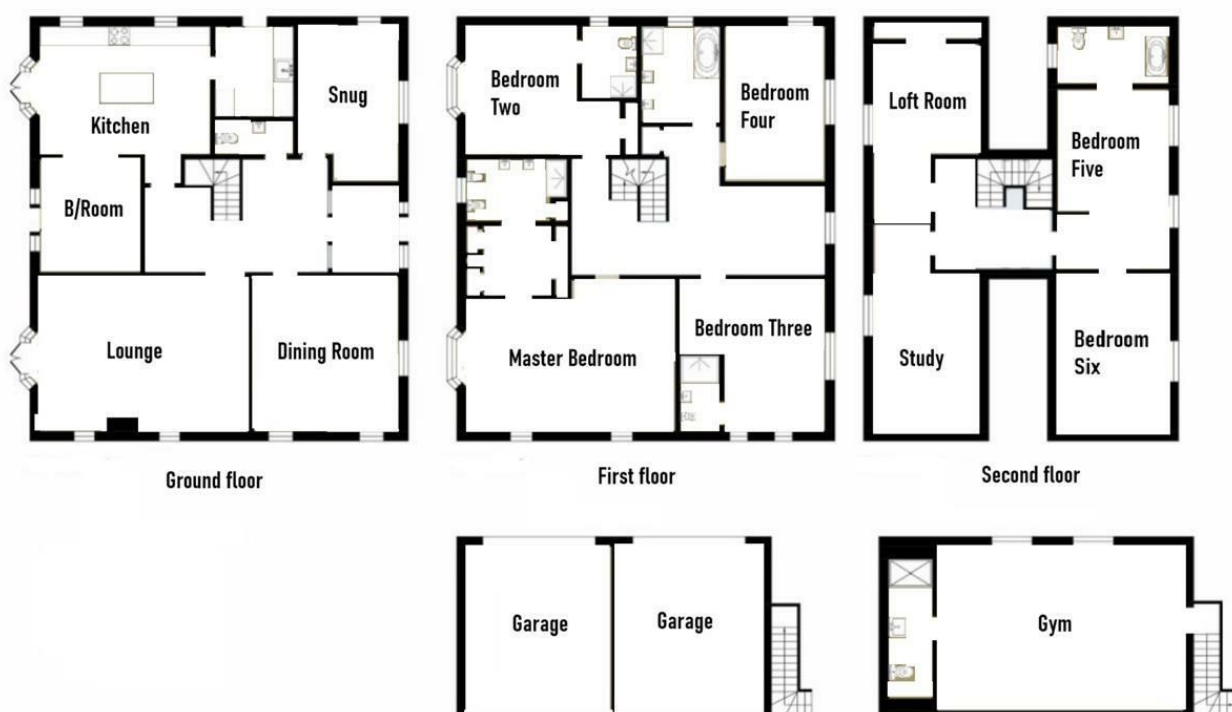 Kitchen
Snug
B/Room
Lounge
Dining Room
Ground floor
Bedroom
Two
Bedroom
Four
Master Bedroom
Bedroom Three
First floor
Loft Room
Bedroom
Five
Study
Bedroom
Six
Second floor
Garage
Garage
Gym